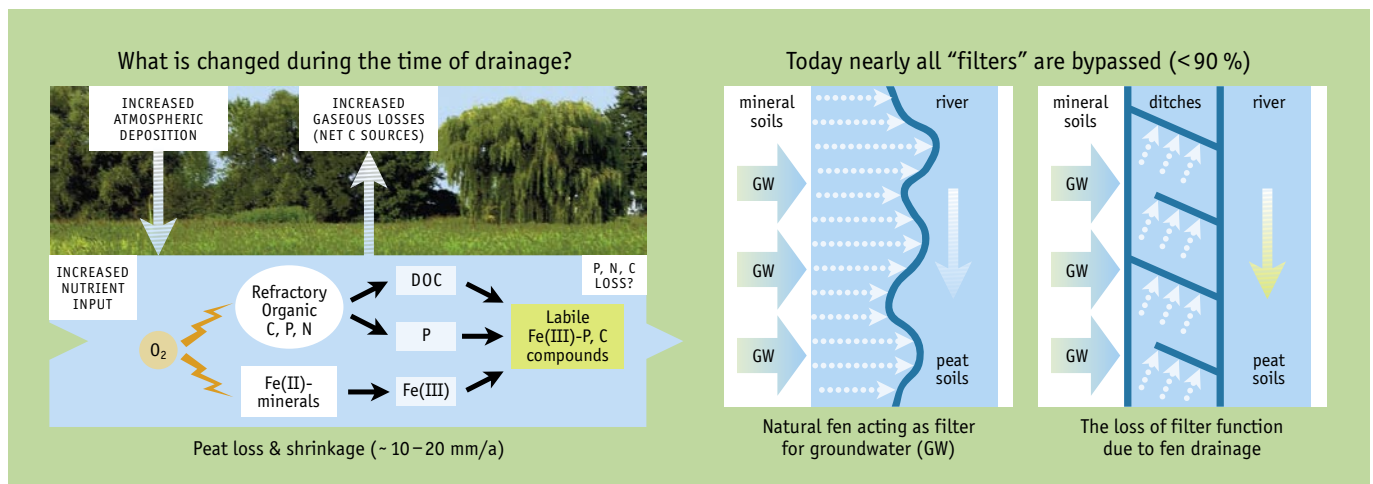 What is changed during the time of drainage?
INCREASED
ATMOSPHERIC
DEPOSITION
INCREASED
GASEOUS LOSSES
(NET C SOURCES)
INCREASED
NUTRIENT
INPUT
P, N, C
LOSS?
O₂
Refractory
Organic
C, P, N
Fe(II)-
minerals
DOC
P
Fe(III)
Labile
Fe(III)-P, C
compounds
Peat loss & shrinkage (~ 10–20 mm/a)
Today nearly all “filters” are bypassed (< 90 %)
mineral
soils
river
GW
GW
GW
peat
soils
Natural fen acting as filter
for groundwater (GW)
mineral
soils
ditches
river
GW
GW
GW
peat
soils
The loss of filter function
due to fen drainage